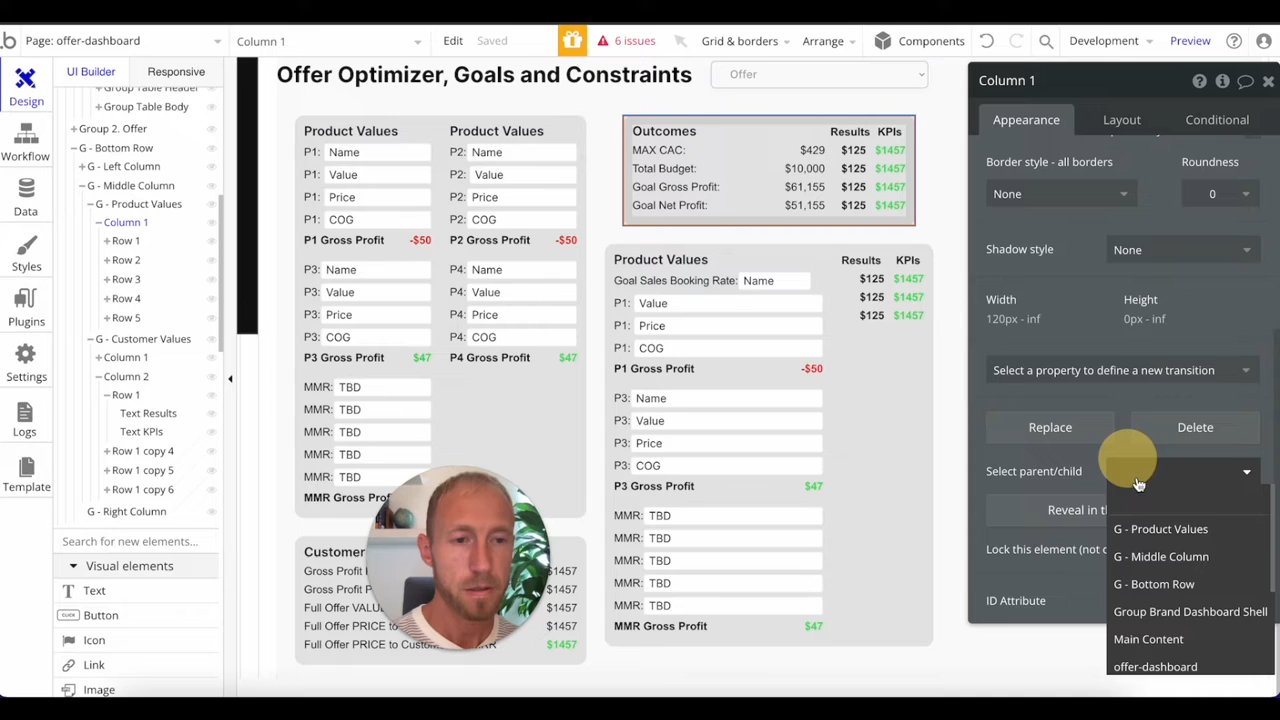 Page: offer-dashboard
Column 1
Edit
Saved
6 issues
Grid & borders
Arrange
Components
Development
Preview
UI Builder
Responsive
Design
Workflow
Data
Styles
Plugins
Settings
Logs
Template
Group Table Header
Group Table Body
Group 2. Offer
G - Bottom Row
G - Left Column
G - Middle Column
G - Product Values
Column 1
Row 1
Row 2
Row 3
Row 4
Row 5
G - Customer Values
Column 1
Column 2
Row 1
Text Results
Text KPIs
Row 1 copy 4
Row 1 copy 5
Row 1 copy 6
G - Right Column
Search for new elements...
Visual elements
Text
CLICK Button
Icon
Link
Image
Offer Optimizer, Goals and Constraints
Offer
Product Values
P1: Name
P1: Value
P1: Price
P1: COG
P1 Gross Profit -$50
P3: Name
P3: Value
P3: Price
P3: COG
P3 Gross Profit $47
MMR: TBD
MMR: TBD
MMR: TBD
MMR: TBD
MMR: TBD
MMR Gross
Product Values
P2: Name
P2: Value
P2: Price
P2: COG
P2 Gross Profit -$50
P4: Name
P4: Value
P4: Price
P4: COG
P4 Gross Profit $47
Customer
Gross Profit $1457
Gross Profit $1457
Full Offer VALU $1457
Full Offer PRICE to $1457
Full Offer PRICE to Custom $1457
Outcomes Results KPIs
MAX CAC: $429 $125 $1457
Total Budget: $10,000 $125 $1457
Goal Gross Profit: $61,155 $125 $1457
Goal Net Profit: $51,155 $125 $1457
Product Values Results KPIs
Goal Sales Booking Rate: Name $125 $1457
P1: Value $125 $1457
P1: Price $125 $1457
P1: COG
P1 Gross Profit -$50
P3: Name
P3: Value
P3: Price
P3: COG
P3 Gross Profit $47
MMR: TBD
MMR: TBD
MMR: TBD
MMR: TBD
MMR: TBD
MMR Gross Profit $47
Column 1
Appearance
Layout
Conditional
Border style - all borders
Roundness
None
0
Shadow style
None
Width
Height
120px - inf
0px - inf
Select a property to define a new transition
Replace
Delete
Select parent/child
Reveal in
Lock this element (not
ID Attribute
G - Product Values
G - Middle Column
G - Bottom Row
Group Brand Dashboard Shell
Main Content
offer-dashboard